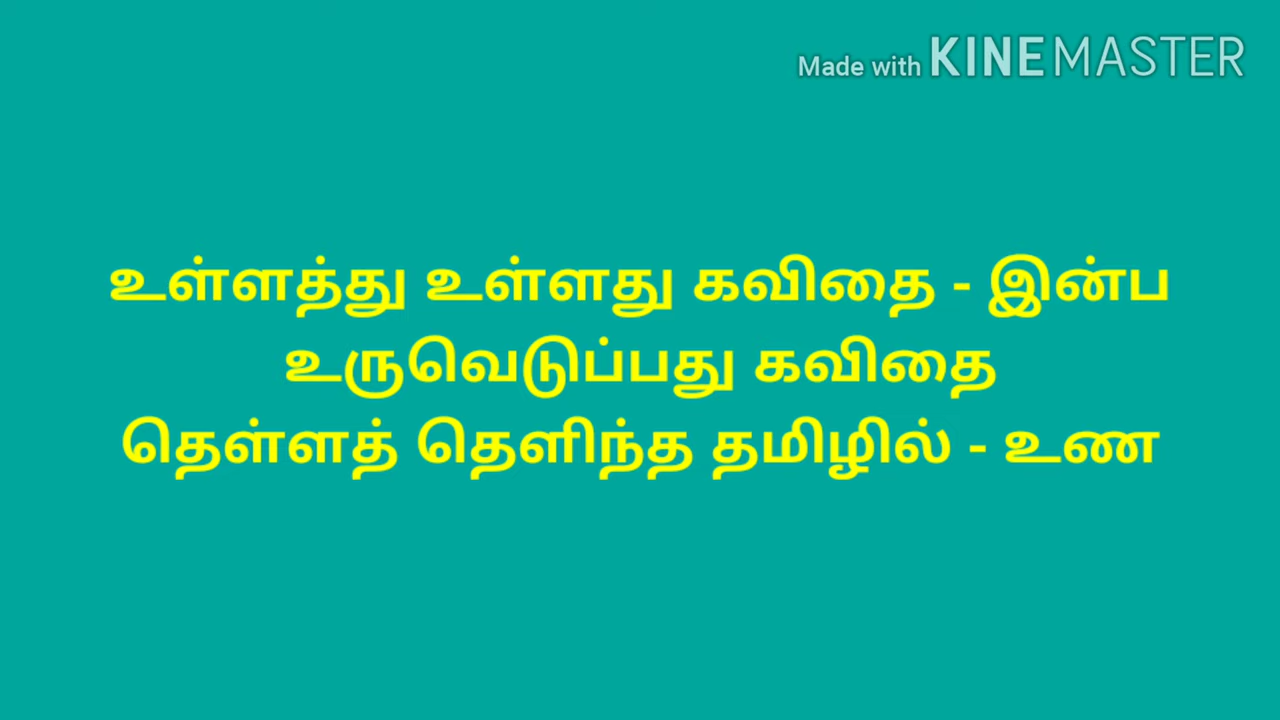 Made with KINEMASTER
உள்ளத்து உள்ளது கவிதை - இன்ப
உருவெடுப்பது கவிதை
தெள்ளத் தெளிந்த தமிழில் - உண